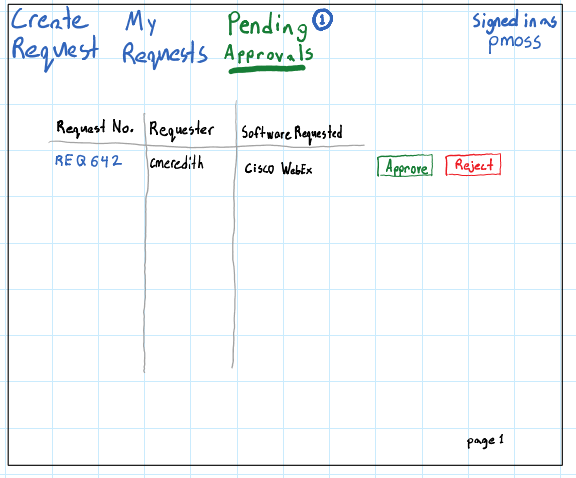 Create My Pending 1 Signed in as
Request Requests Approvals pmoss
Request No. Requester Software Requested
REQ642 cmeredith Cisco WebEx Approve Reject
page 1